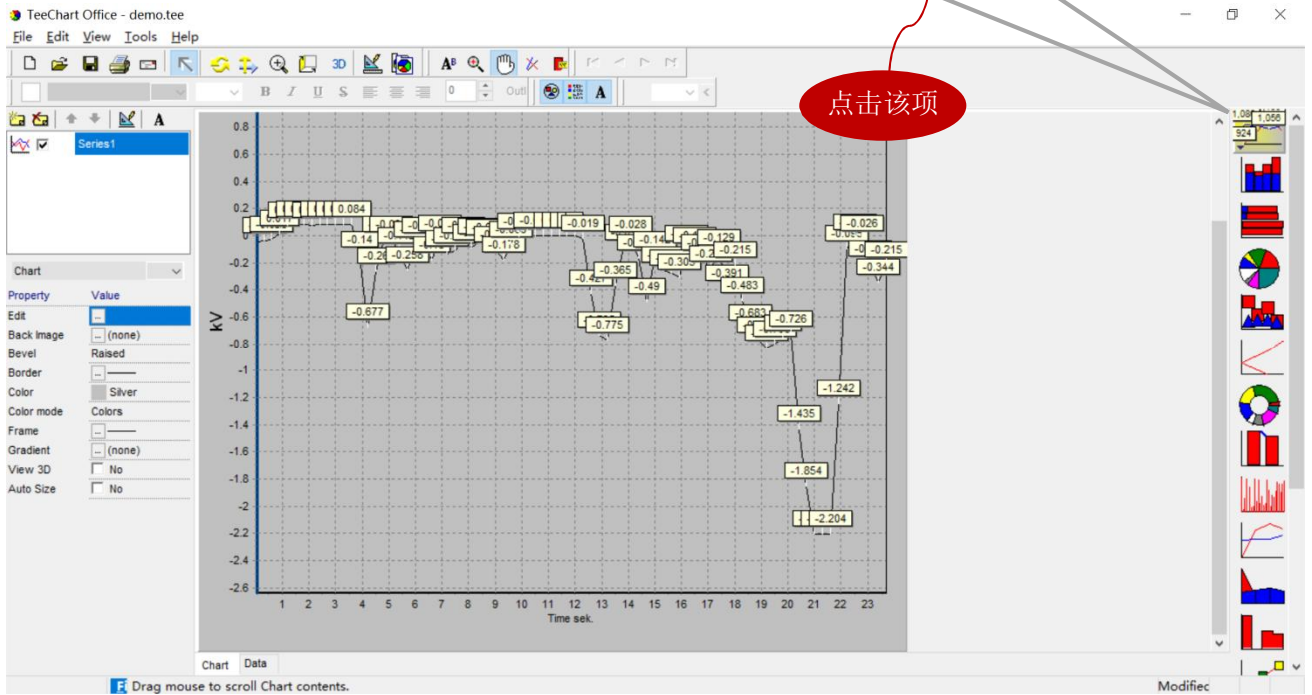 TeeChart Office - demo.tee
File Edit View Tools Help
3D
B I U S 0 Outl A
点击该项
A
Series1
Chart
Property Value
Edit
Back Image (none)
Bevel Raised
Border
Color Silver
Color mode Colors
Frame
Gradient (none)
View 3D No
Auto Size No
0.8
0.6
0.4
0.2
0
-0.2
-0.4
-0.6
-0.8
-1
-1.2
-1.4
-1.6
-1.8
-2
-2.2
-2.4
-2.6
kV
0.084
-0.14
-0.677
-0.178
-0.019
-0.365
-0.775
-0.028
-0.49
-0.129
-0.215
-0.391
-0.483
-0.683
-0.726
-1.435
-1.854
-2.204
-1.242
-0.026
-0.215
-0.344
1 2 3 4 5 6 7 8 9 10 11 12 13 14 15 16 17 18 19 20 21 22 23
Time sek.
1,056
924
Chart Data
Drag mouse to scroll Chart contents.
Modifiec